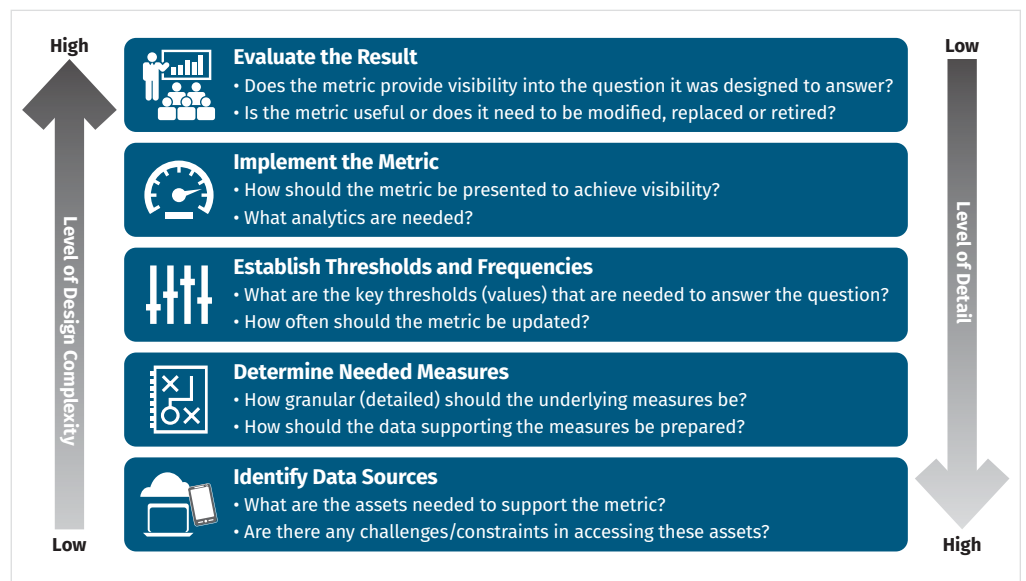 High
Low
Evaluate the Result
• Does the metric provide visibility into the question it was designed to answer?
• Is the metric useful or does it need to be modified, replaced or retired?
Implement the Metric
• How should the metric be presented to achieve visibility?
• What analytics are needed?
Establish Thresholds and Frequencies
• What are the key thresholds (values) that are needed to answer the question?
• How often should the metric be updated?
Determine Needed Measures
• How granular (detailed) should the underlying measures be?
• How should the data supporting the measures be prepared?
Identify Data Sources
• What are the assets needed to support the metric?
• Are there any challenges/constraints in accessing these assets?
Level of Design Complexity
Level of Detail
Low
High